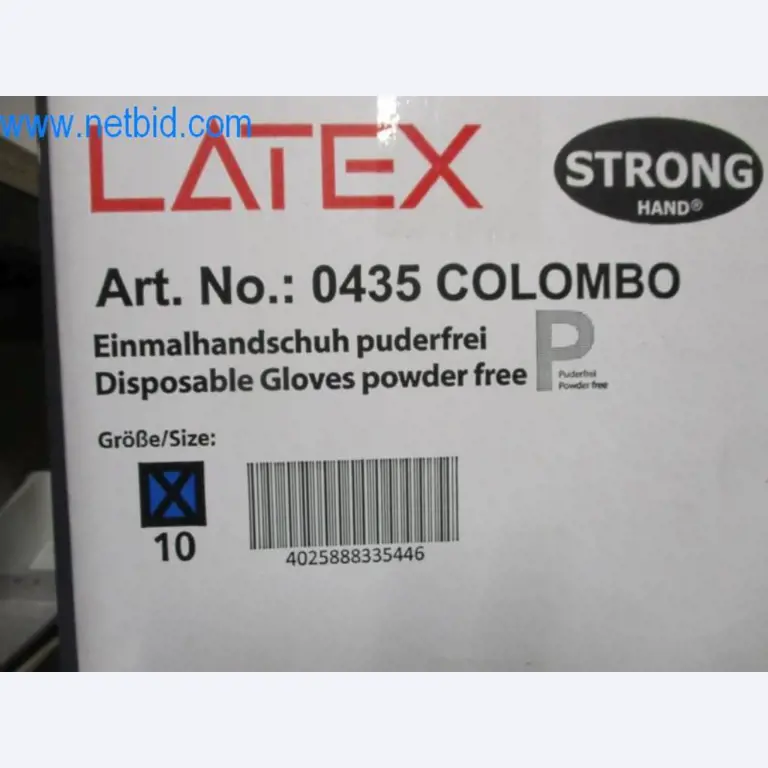 www.netbid.com
LATEX
STRONG
HAND®
Art. No.: 0435 COLOMBO
Einmalhandschuh puderfrei
Disposable Gloves powder free
P
Puderfrei
Powder free
Größe/Size:
X
10
4025888335446